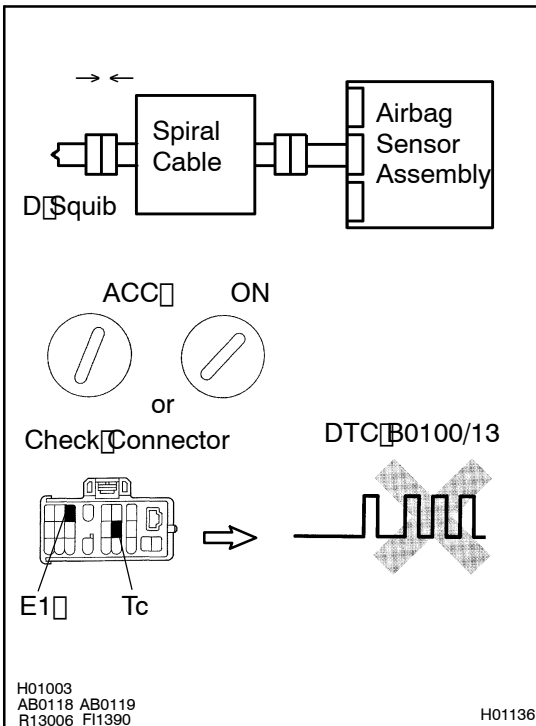 Spiral
Cable
Airbag
Sensor
Assembly
D▯Squib
ACC▯ ON
or
Check▯Connector
DTC▯B0100/13
E1▯ Tc
H01003
AB0118 AB0119
R13006 FI1390
H01136